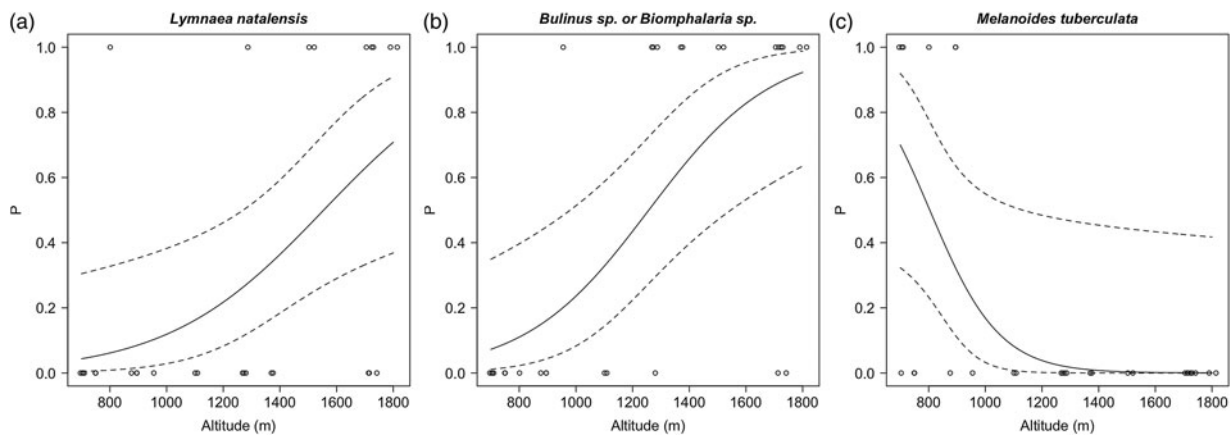 (a) Lymnaea natalensis
1.0
0.8
0.6
0.4
0.2
0.0
P
800 1000 1200 1400 1600 1800
Altitude (m)
(b) Bulinus sp. or Biomphalaria sp.
1.0
0.8
0.6
0.4
0.2
0.0
P
800 1000 1200 1400 1600 1800
Altitude (m)
(c) Melanoides tuberculata
1.0
0.8
0.6
0.4
0.2
0.0
P
800 1000 1200 1400 1600 1800
Altitude (m)